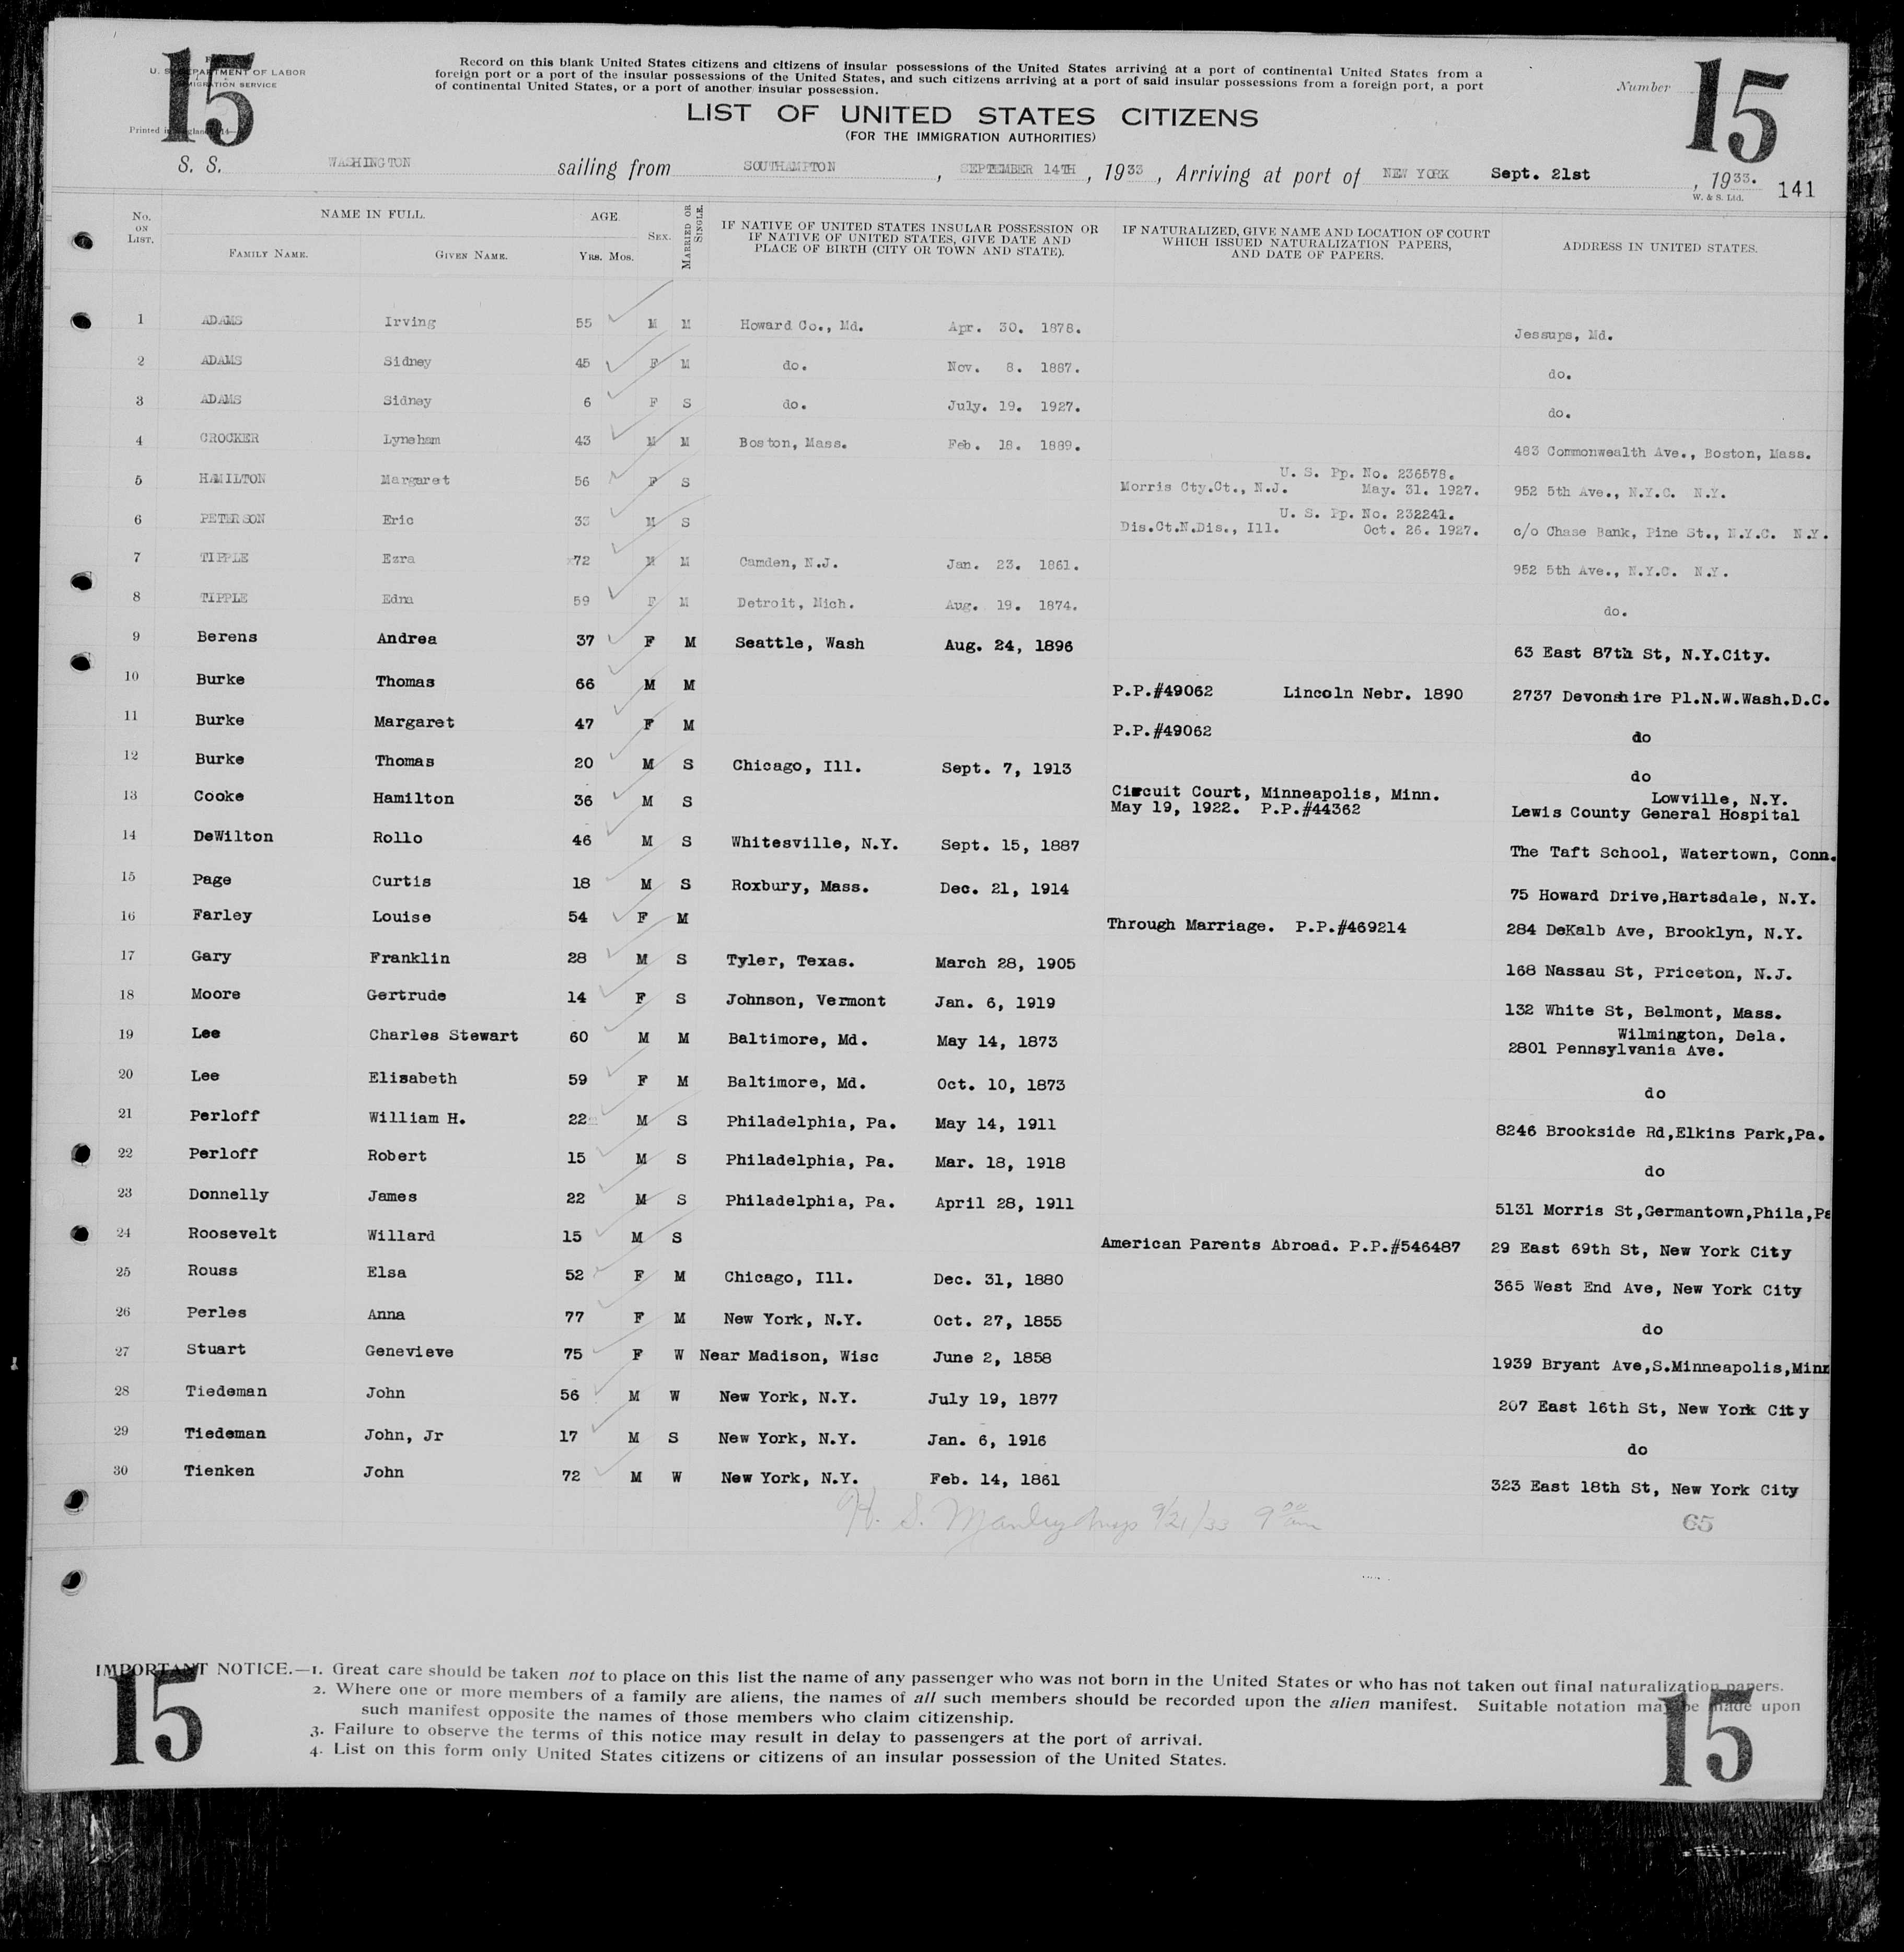 15
U. S. DEPARTMENT OF LABOR
IMMIGRATION SERVICE
Printed in England
Record on this blank United States citizens and citizens of insular possessions of the United States arriving at a port of continental United States from a
foreign port or a port of the insular possessions of the United States, and such citizens arriving at a port of said insular possessions from a foreign port, a port
of continental United States, or a port of another insular possession.
Number
15
LIST OF UNITED STATES CITIZENS
(FOR THE IMMIGRATION AUTHORITIES)
S. S. WASHINGTON sailing from SOUTHAMPTON , SEPTEMBER 14TH , 1933 , Arriving at port of NEW YORK Sept. 21st , 1933.
W. & S. Ltd. 141
No. ON LIST. NAME IN FULL. FAMILY NAME. GIVEN NAME. AGE. YRS. MOS. SEX. MARRIED OR SINGLE. IF NATIVE OF UNITED STATES INSULAR POSSESSION OR IF NATIVE OF UNITED STATES, GIVE DATE AND PLACE OF BIRTH (CITY OR TOWN AND STATE). IF NATURALIZED, GIVE NAME AND LOCATION OF COURT WHICH ISSUED NATURALIZATION PAPERS, AND DATE OF PAPERS. ADDRESS IN UNITED STATES.
1 ADAMS Irving 55 M M Howard Co., Md. Apr. 30. 1878. Jessups, Md.
2 ADAMS Sidney 45 F M do. Nov. 8. 1887. do.
3 ADAMS Sidney 6 F S do. July. 19. 1927. do.
4 CROCKER Lyneham 43 M M Boston, Mass. Feb. 18. 1889. 483 Commonwealth Ave., Boston, Mass.
5 HAMILTON Margaret 56 F S U. S. Pp. No. 236578.
Morris Cty.Ct., N.J. May. 31. 1927. 952 5th Ave., N.Y.C. N.Y.
6 PETERSON Eric 33 M S U. S. Pp. No. 232241.
Dis.Ct.N.Dis., Ill. Oct. 26. 1927. c/o Chase Bank, Pine St., N.Y.C. N.Y.
7 TIPPLE Ezra 72 M M Camden, N.J. Jan. 23. 1861. 952 5th Ave., N.Y.C. N.Y.
8 TIPPLE Edna 59 F M Detroit, Mich. Aug. 19. 1874. do.
9 Berens Andrea 37 F M Seattle, Wash Aug. 24, 1896 63 East 87th St, N.Y.City.
10 Burke Thomas 66 M M P.P.#49062 Lincoln Nebr. 1890 2737 Devonshire Pl.N.W.Wash.D.C.
11 Burke Margaret 47 F M P.P.#49062 do
12 Burke Thomas 20 M S Chicago, Ill. Sept. 7, 1913 do
13 Cooke Hamilton 36 M S Circuit Court, Minneapolis, Minn. Lowville, N.Y.
May 19, 1922. P.P.#44362 Lewis County General Hospital
14 DeWilton Rollo 46 M S Whitesville, N.Y. Sept. 15, 1887 The Taft School, Watertown, Conn.
15 Page Curtis 18 M S Roxbury, Mass. Dec. 21, 1914 75 Howard Drive,Hartsdale, N.Y.
16 Farley Louise 54 F M Through Marriage. P.P.#469214 284 DeKalb Ave, Brooklyn, N.Y.
17 Gary Franklin 28 M S Tyler, Texas. March 28, 1905 168 Nassau St, Priceton, N.J.
18 Moore Gertrude 14 F S Johnson, Vermont Jan. 6, 1919 132 White St, Belmont, Mass.
19 Lee Charles Stewart 60 M M Baltimore, Md. May 14, 1873 Wilmington, Dela.
2801 Pennsylvania Ave.
20 Lee Elisabeth 59 F M Baltimore, Md. Oct. 10, 1873 do
21 Perloff William H. 22 M S Philadelphia, Pa. May 14, 1911 8246 Brookside Rd,Elkins Park,Pa.
22 Perloff Robert 15 M S Philadelphia, Pa. Mar. 18, 1918 do
23 Donnelly James 22 M S Philadelphia, Pa. April 28, 1911 5131 Morris St,Germantown,Phila,Pa
24 Roosevelt Willard 15 M S American Parents Abroad. P.P.#546487 29 East 69th St, New York City
25 Rouss Elsa 52 F M Chicago, Ill. Dec. 31, 1880 365 West End Ave, New York City
26 Perles Anna 77 F M New York, N.Y. Oct. 27, 1855 do
27 Stuart Genevieve 75 F W Near Madison, Wisc June 2, 1858 1939 Bryant Ave,S.Minneapolis,Minn
28 Tiedeman John 56 M W New York, N.Y. July 19, 1877 207 East 16th St, New York City
29 Tiedeman John, Jr 17 M S New York, N.Y. Jan. 6, 1916 do
30 Tienken John 72 M W New York, N.Y. Feb. 14, 1861 323 East 18th St, New York City
H. S. Manley Insp 9/21/33 9 00 am
65
IMPORTANT NOTICE.—1. Great care should be taken not to place on this list the name of any passenger who was not born in the United States or who has not taken out final naturalization papers.
2. Where one or more members of a family are aliens, the names of all such members should be recorded upon the alien manifest. Suitable notation may be made upon
such manifest opposite the names of those members who claim citizenship.
3. Failure to observe the terms of this notice may result in delay to passengers at the port of arrival.
4. List on this form only United States citizens or citizens of an insular possession of the United States.
15
15